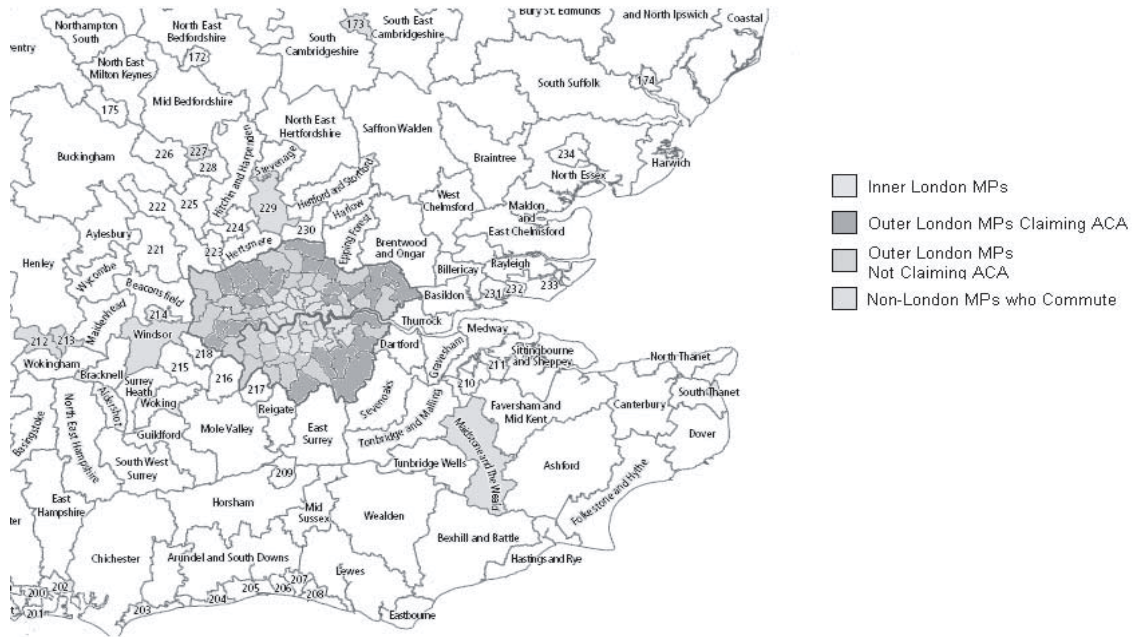 Bury St. Edmunds
and North Ipswich
Coastal
Northampton
South
North East
Bedfordshire
173
South East
Cambridgeshire
South
Cambridgeshire
entry
172
North East
Milton Keynes
South Suffolk
174
Mid Bedfordshire
175
North East
Hertfordshire
Saffron Walden
Buckingham
226
227
228
Hitchin and Harpenden
Stevenage
Braintree
234
North Essex
Harwich
Hertford and Stortford
222
225
229
West
Chelmsford
Harlow
Maldon
and
East Chelmsford
Aylesbury
221
224
223
Hertsmere
230
Epping Forest
Brentwood
and Ongar
Henley
Wycombe
Beaconsfield
Billericay
Rayleigh
231
232
233
Basildon
Maidenhead
214
Thurrock
212
213
Windsor
Medway
Wokingham
Dartford
Gravesham
Sittingbourne
and Sheppey
North Thanet
218
215
216
217
211
210
Bracknell
Surrey
Heath
South Thanet
Woking
Aldershot
Reigate
Sevenoaks
Tonbridge and Malling
Faversham and
Mid Kent
Canterbury
Basingstoke
North East Hampshire
Guildford
Mole Valley
East
Surrey
Dover
South West
Surrey
Maidstone and The Weald
Tunbridge Wells
Ashford
Folkestone and Hythe
209
East
Hampshire
Horsham
Mid
Sussex
Wealden
ter
Bexhill and Battle
Chichester
Arundel and South Downs
Lewes
Hastings and Rye
200
202
201
203
204
205
206
207
208
Eastbourne
Inner London MPs
Outer London MPs Claiming ACA
Outer London MPs
Not Claiming ACA
Non-London MPs who Commute